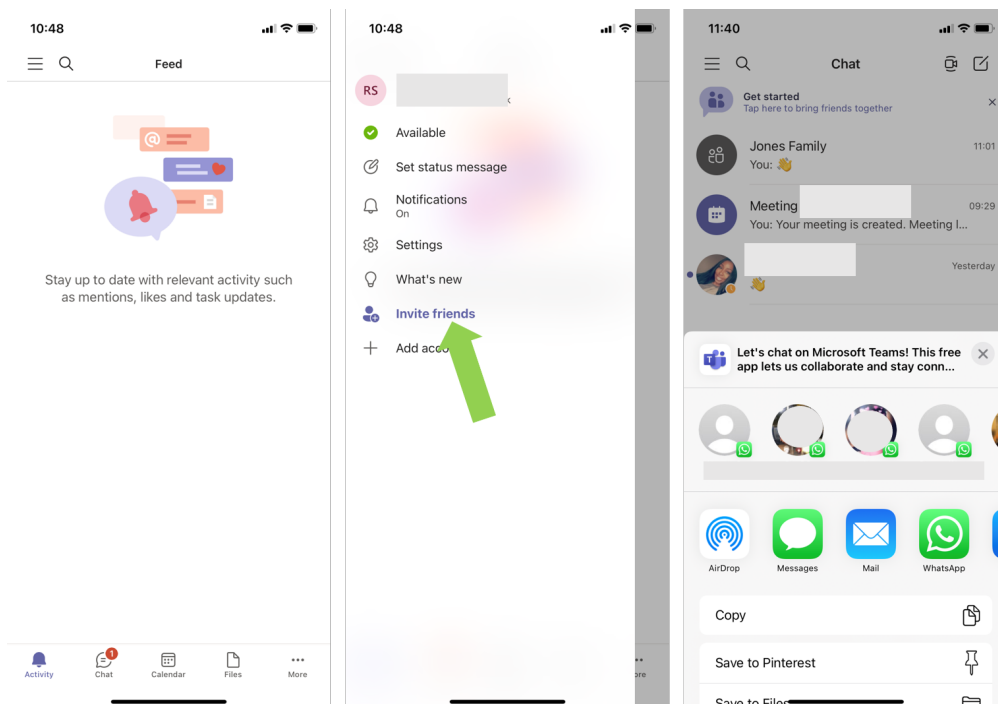 10:48
Feed
@
Stay up to date with relevant activity such
as mentions, likes and task updates.
1
Activity
Chat
Calendar
Files
More
10:48
RS
Available
Set status message
Notifications
On
Settings
What's new
Invite friends
Add
11:40
Chat
Get started
Tap here to bring friends together
Jones Family
11:01
You: 👋
Meeting
09:29
You: Your meeting is created. Meeting I...
Yesterday
👋
T
Let's chat on Microsoft Teams! This free
app lets us collaborate and stay conn...
AirDrop
Messages
Mail
WhatsApp
Copy
Save to Pinterest
Save to Files